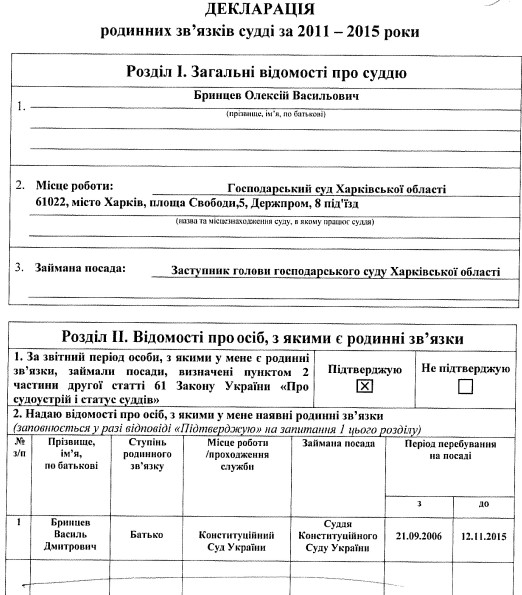 ДЕКЛАРАЦІЯ
родинних зв’язків судді за 2011 – 2015 роки
Розділ І. Загальні відомості про суддю
1. Бринцев Олексій Васильович
(прізвище, ім’я, по батькові)
2. Місце роботи: Господарський суд Харківської області
61022, місто Харків, площа Свободи,5, Держпром, 8 під'їзд
(назва та місцезнаходження суду, в якому працює суддя)
3. Займана посада: Заступник голови господарського суду Харківської області
Розділ ІІ. Відомості про осіб, з якими є родинні зв’язки
1. За звітний період особи, з якими у мене є родинні
зв’язки, займали посади, визначені пунктом 2
частини другої статті 61 Закону України «Про
судоустрій і статус суддів»
Підтверджую
☒
Не підтверджую
☐
2. Надаю відомості про осіб, з якими у мене наявні родинні зв’язки
(заповнюється у разі відповіді «Підтверджую» на запитання 1 цього розділу)
№
з/п
Прізвище,
ім’я,
по батькові
Ступінь
родинного
зв’язку
Місце роботи
/проходження
служби
Займана посада
Період перебування
на посаді
з
до
1
Бринцев
Василь
Дмитрович
Батько
Конституційний
Суд України
Суддя
Конституційного
Суду України
21.09.2006
12.11.2015